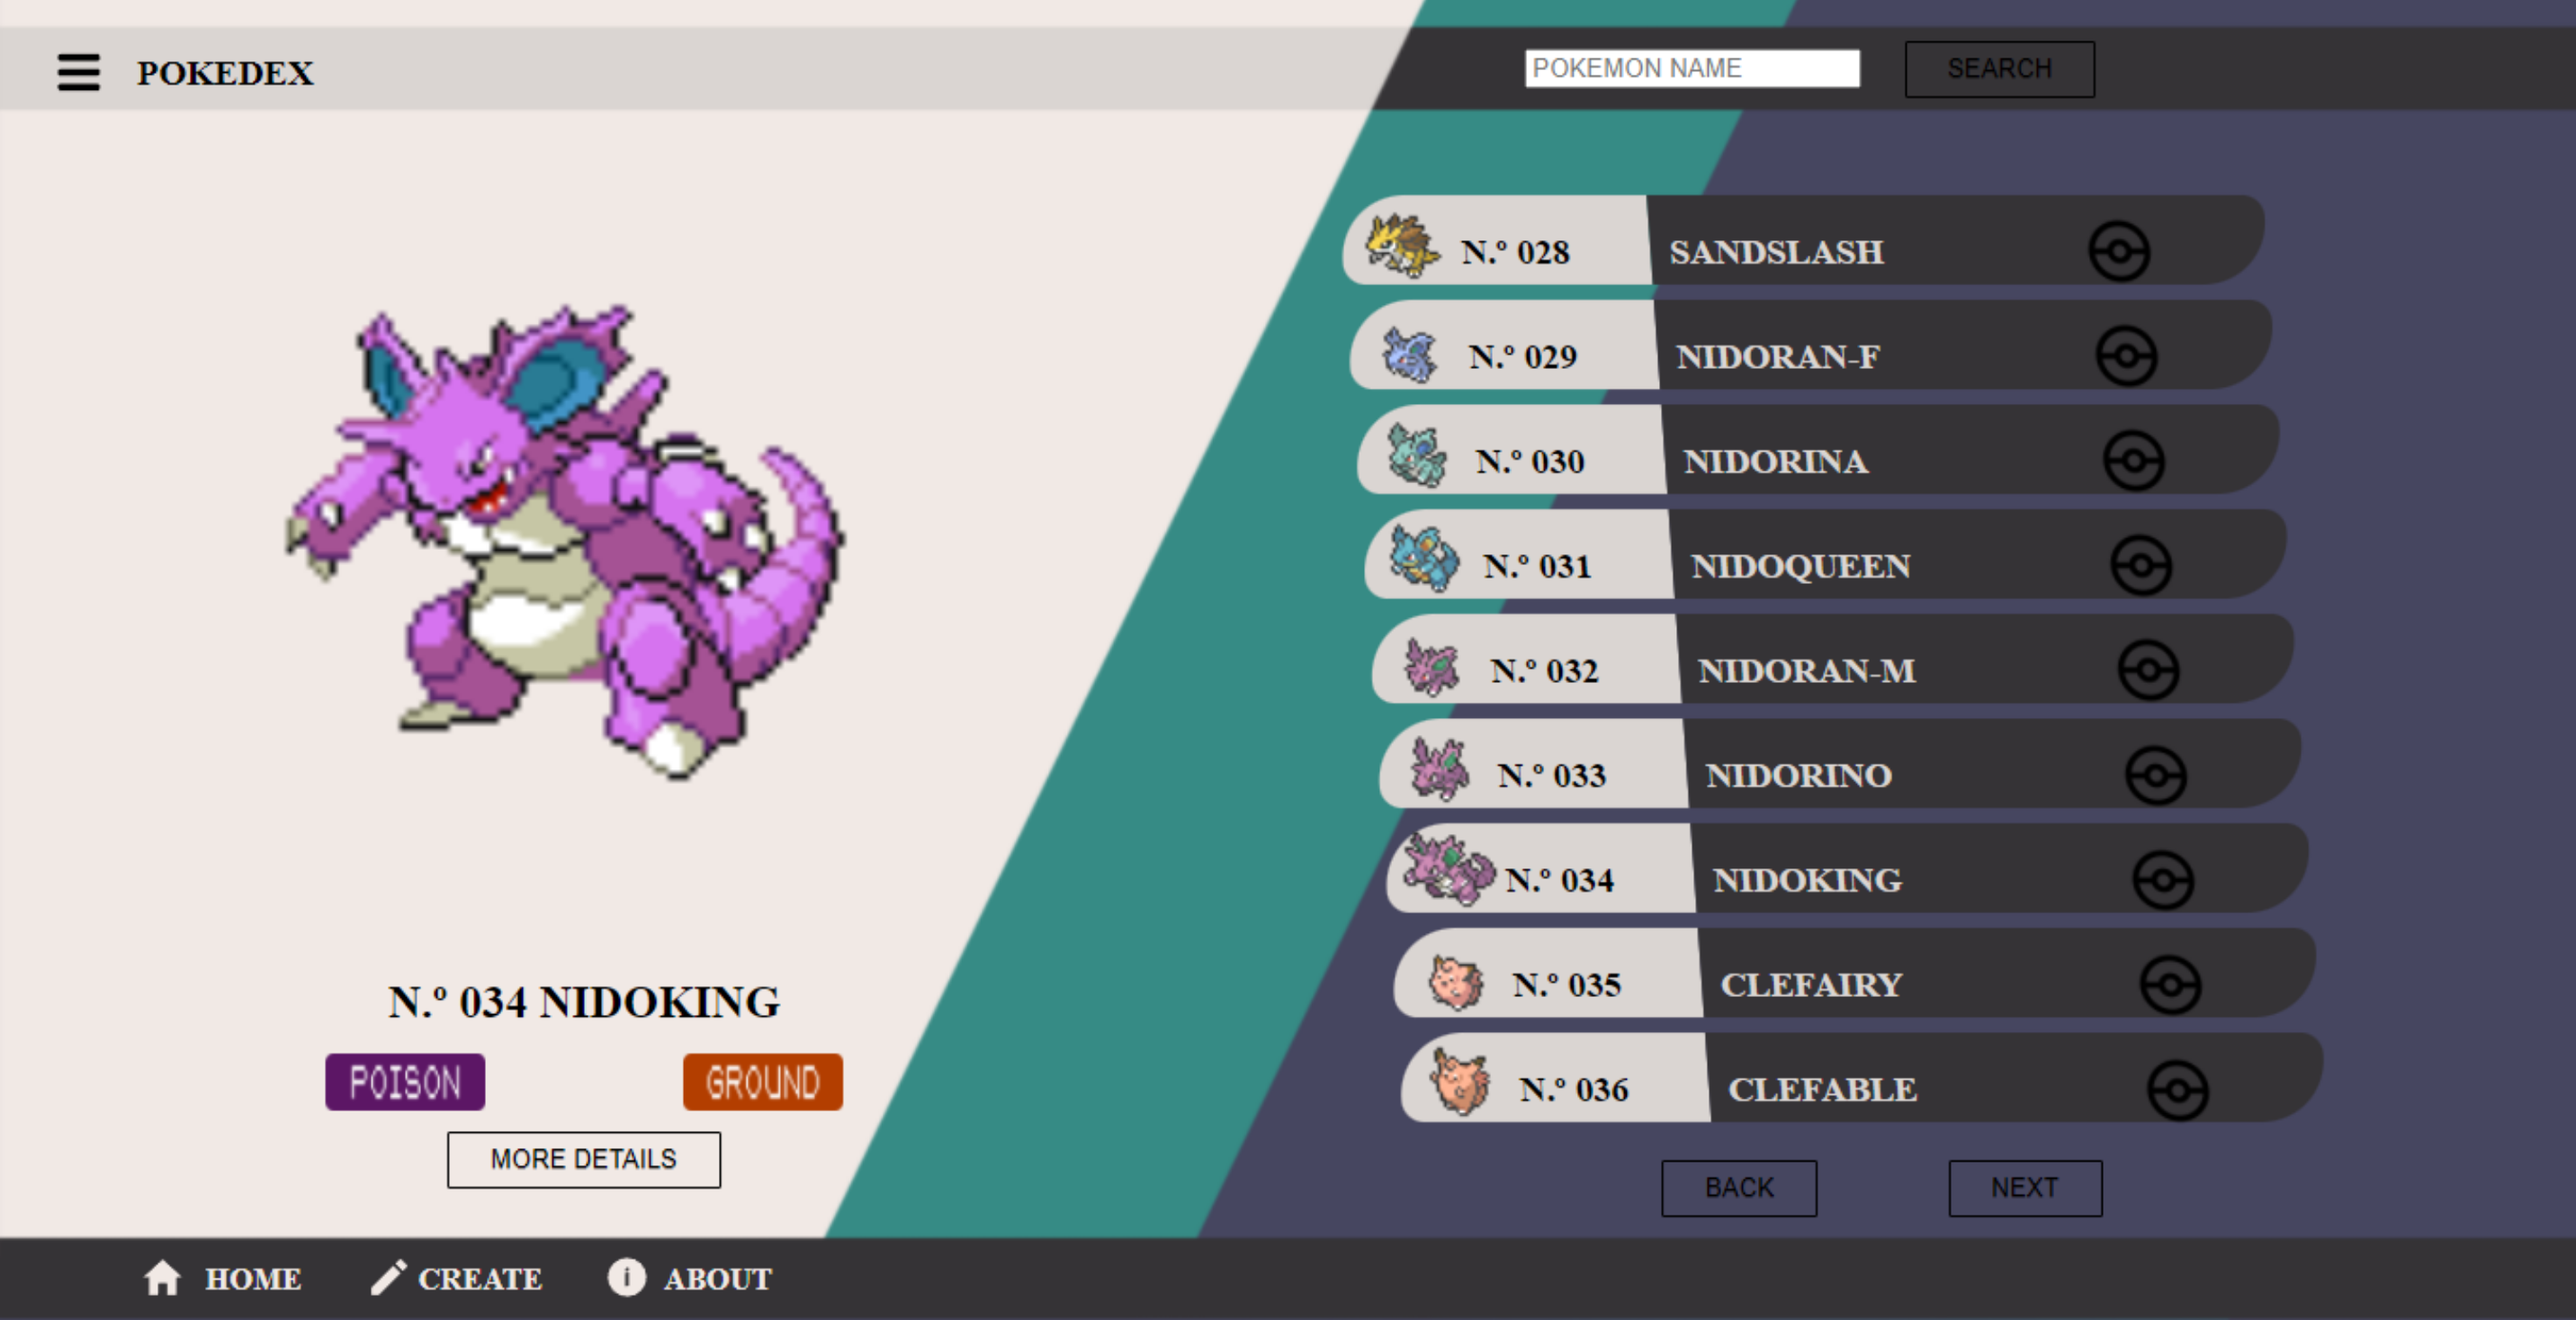 POKEDEX
POKEMON NAME
SEARCH
N.º 034 NIDOKING
POISON
GROUND
MORE DETAILS
N.º 028 SANDSLASH
N.º 029 NIDORAN-F
N.º 030 NIDORINA
N.º 031 NIDOQUEEN
N.º 032 NIDORAN-M
N.º 033 NIDORINO
N.º 034 NIDOKING
N.º 035 CLEFAIRY
N.º 036 CLEFABLE
BACK
NEXT
HOME
CREATE
ABOUT